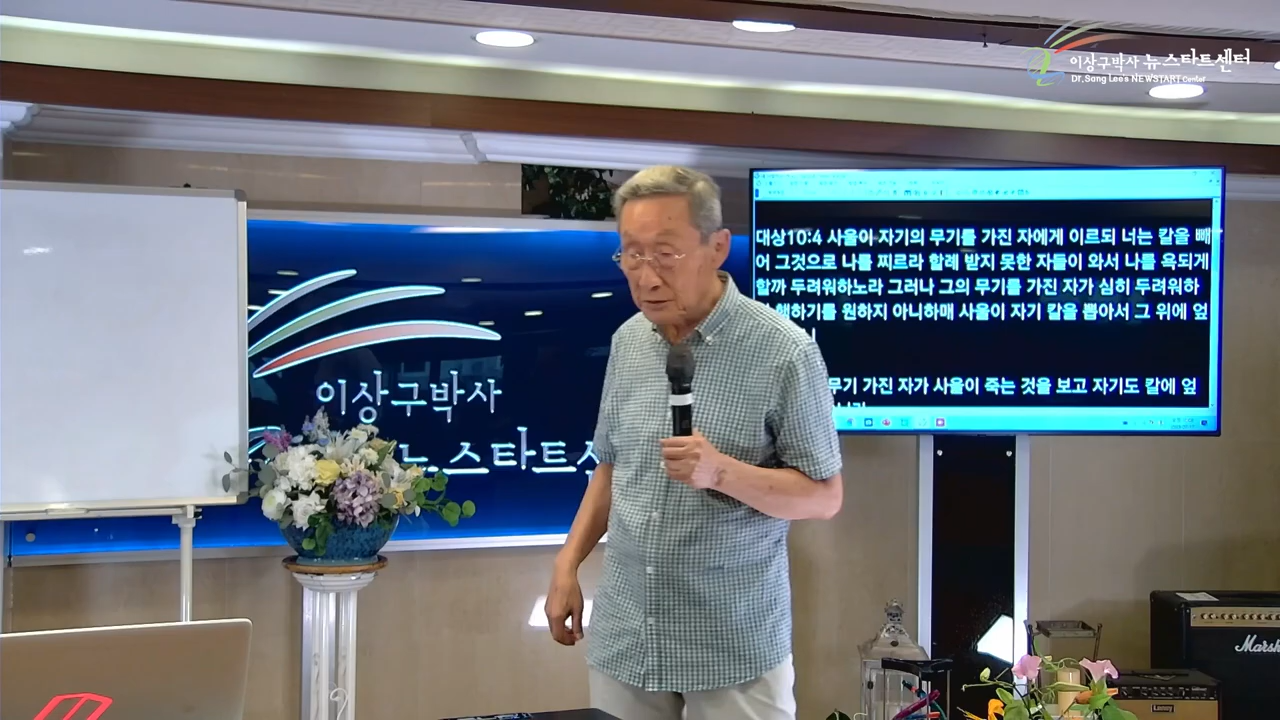 이상구박사 뉴스타트센터
Dr. Sang Lee's NEWSTART Center
대상10:4 사울이 자기의 무기를 가진 자에게 이르되 너는 칼을 빼
어 그것으로 나를 찌르라 할례 받지 못한 자들이 와서 나를 욕되게
할까 두려워하노라 그러나 그의 무기를 가진 자가 심히 두려워하
행하기를 원하지 아니하매 사울이 자기 칼을 뽑아서 그 위에 엎
무기 가진 자가 사울이 죽는 것을 보고 자기도 칼에 엎
이상구박사
뉴스타트
Marsh
Laney